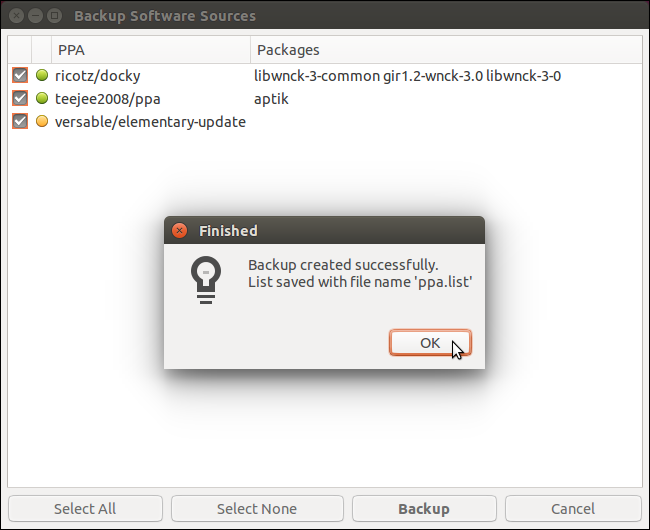 Backup Software Sources
PPA Packages
ricotz/docky libwnck-3-common gir1.2-wnck-3.0 libwnck-3-0
teejee2008/ppa aptik
versable/elementary-update
Finished
Backup created successfully.
List saved with file name 'ppa.list'
OK
Select All Select None Backup Cancel